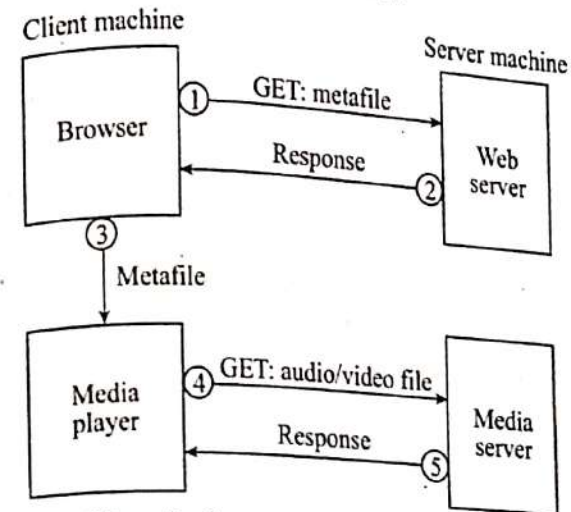 Client machine
Server machine
Browser
1
GET: metafile
Web
server
Response
2
3
Metafile
Media
player
4
GET: audio/video file
Media
server
Response
5